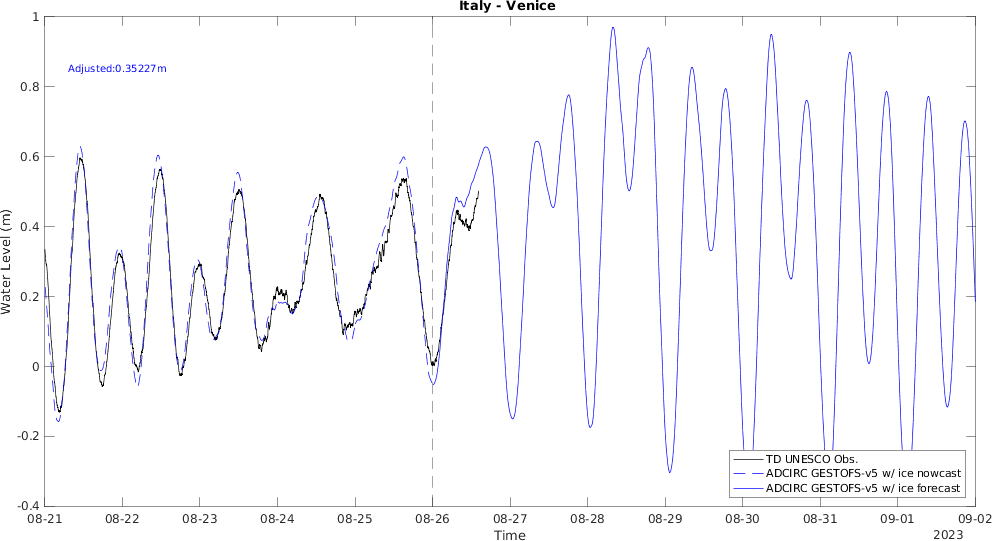 Italy - Venice
Adjusted:0.35227m
Water Level (m)
1
0.8
0.6
0.4
0.2
0
-0.2
-0.4
TD UNESCO Obs.
ADCIRC GESTOFS-v5 w/ ice nowcast
ADCIRC GESTOFS-v5 w/ ice forecast
08-21 08-22 08-23 08-24 08-25 08-26 08-27 08-28 08-29 08-30 08-31 09-01 09-02
Time
2023